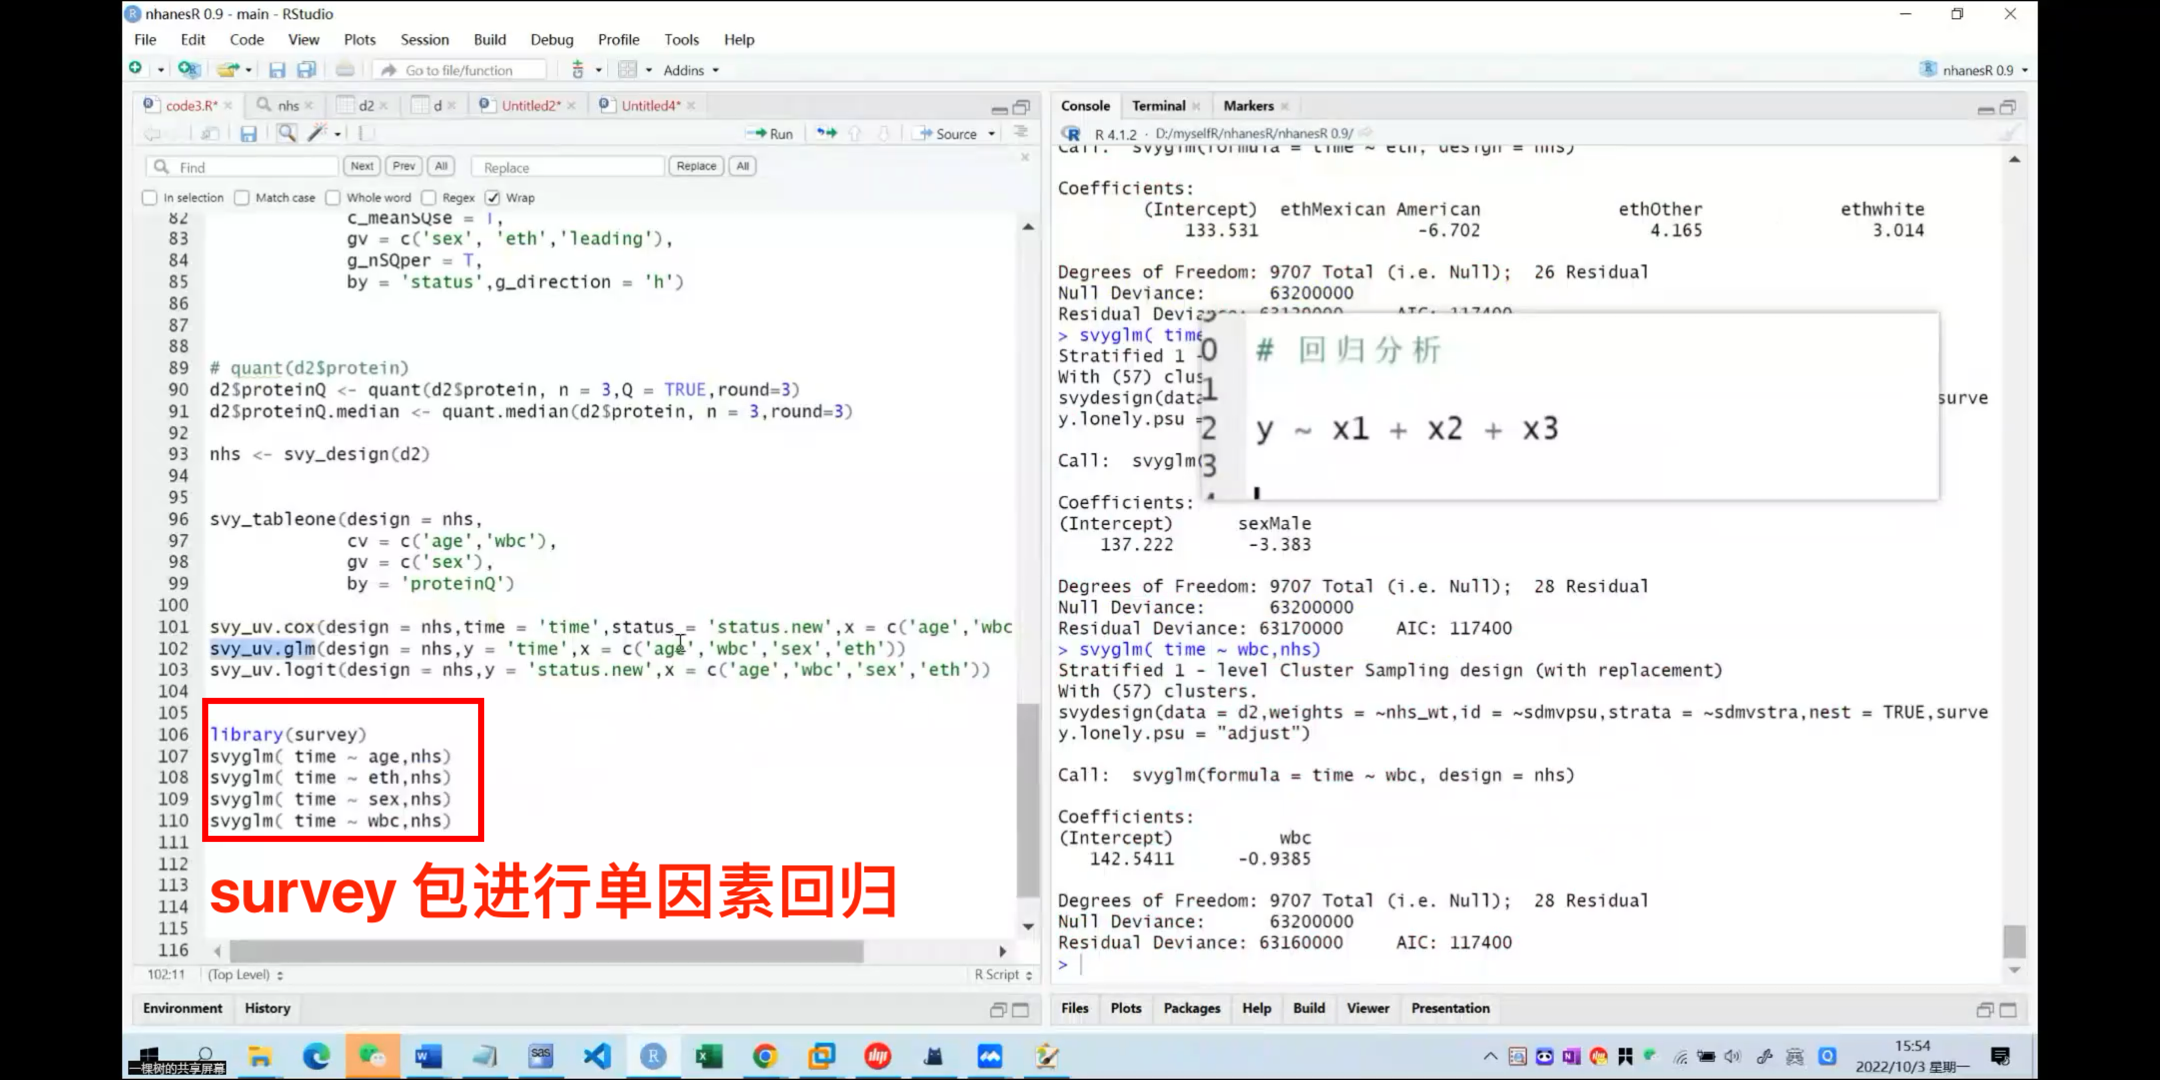 nhanesR 0.9 - main - RStudio
File Edit Code View Plots Session Build Debug Profile Tools Help
Go to file/function Addins nhanesR 0.9
code3.R* nhs d2 d Untitled2* Untitled4*
Run Source
Find Next Prev All Replace Replace All
In selection Match case Whole word Regex Wrap
82 c_meanSQse = T,
83 gv = c('sex', 'eth','leading'),
84 g_nSQper = T,
85 by = 'status',g_direction = 'h')
86
87
88
89 # quant(d2$protein)
90 d2$proteinQ <- quant(d2$protein, n = 3,Q = TRUE,round=3)
91 d2$proteinQ.median <- quant.median(d2$protein, n = 3,round=3)
92
93 nhs <- svy_design(d2)
94
95
96 svy_tableone(design = nhs,
97 cv = c('age','wbc'),
98 gv = c('sex'),
99 by = 'proteinQ')
100
101 svy_uv.cox(design = nhs,time = 'time',status = 'status.new',x = c('age','wbc
102 svy_uv.glm(design = nhs,y = 'time',x = c('age','wbc','sex','eth'))
103 svy_uv.logit(design = nhs,y = 'status.new',x = c('age','wbc','sex','eth'))
104
105
106 library(survey)
107 svyglm( time ~ age,nhs)
108 svyglm( time ~ eth,nhs)
109 svyglm( time ~ sex,nhs)
110 svyglm( time ~ wbc,nhs)
111
112
113
114
115
116
survey 包进行单因素回归
102:11 (Top Level) R Script
Environment History
Console Terminal Markers
R 4.1.2 · D:/myselfR/nhanesR/nhanesR 0.9/
Call: svyglm(formula = time ~ eth, design = nhs)
Coefficients:
(Intercept) ethMexican American ethOther ethwhite
133.531 -6.702 4.165 3.014
Degrees of Freedom: 9707 Total (i.e. Null); 26 Residual
Null Deviance: 63200000
Residual Devia
> svyglm( time
Stratified 1
With (57) clus
svydesign(data surve
y.lonely.psu =
Call: svyglm(
0 # 回归分析
1
2 y ~ x1 + x2 + x3
3
Coefficients:
(Intercept) sexMale
137.222 -3.383
Degrees of Freedom: 9707 Total (i.e. Null); 28 Residual
Null Deviance: 63200000
Residual Deviance: 63170000 AIC: 117400
> svyglm( time ~ wbc,nhs)
Stratified 1 - level Cluster Sampling design (with replacement)
With (57) clusters.
svydesign(data = d2,weights = ~nhs_wt,id = ~sdmvpsu,strata = ~sdmvstra,nest = TRUE,surve
y.lonely.psu = "adjust")
Call: svyglm(formula = time ~ wbc, design = nhs)
Coefficients:
(Intercept) wbc
142.5411 -0.9385
Degrees of Freedom: 9707 Total (i.e. Null); 28 Residual
Null Deviance: 63200000
Residual Deviance: 63160000 AIC: 117400
>
Files Plots Packages Help Build Viewer Presentation
一棵树的共享屏幕
15:54
2022/10/3 星期一